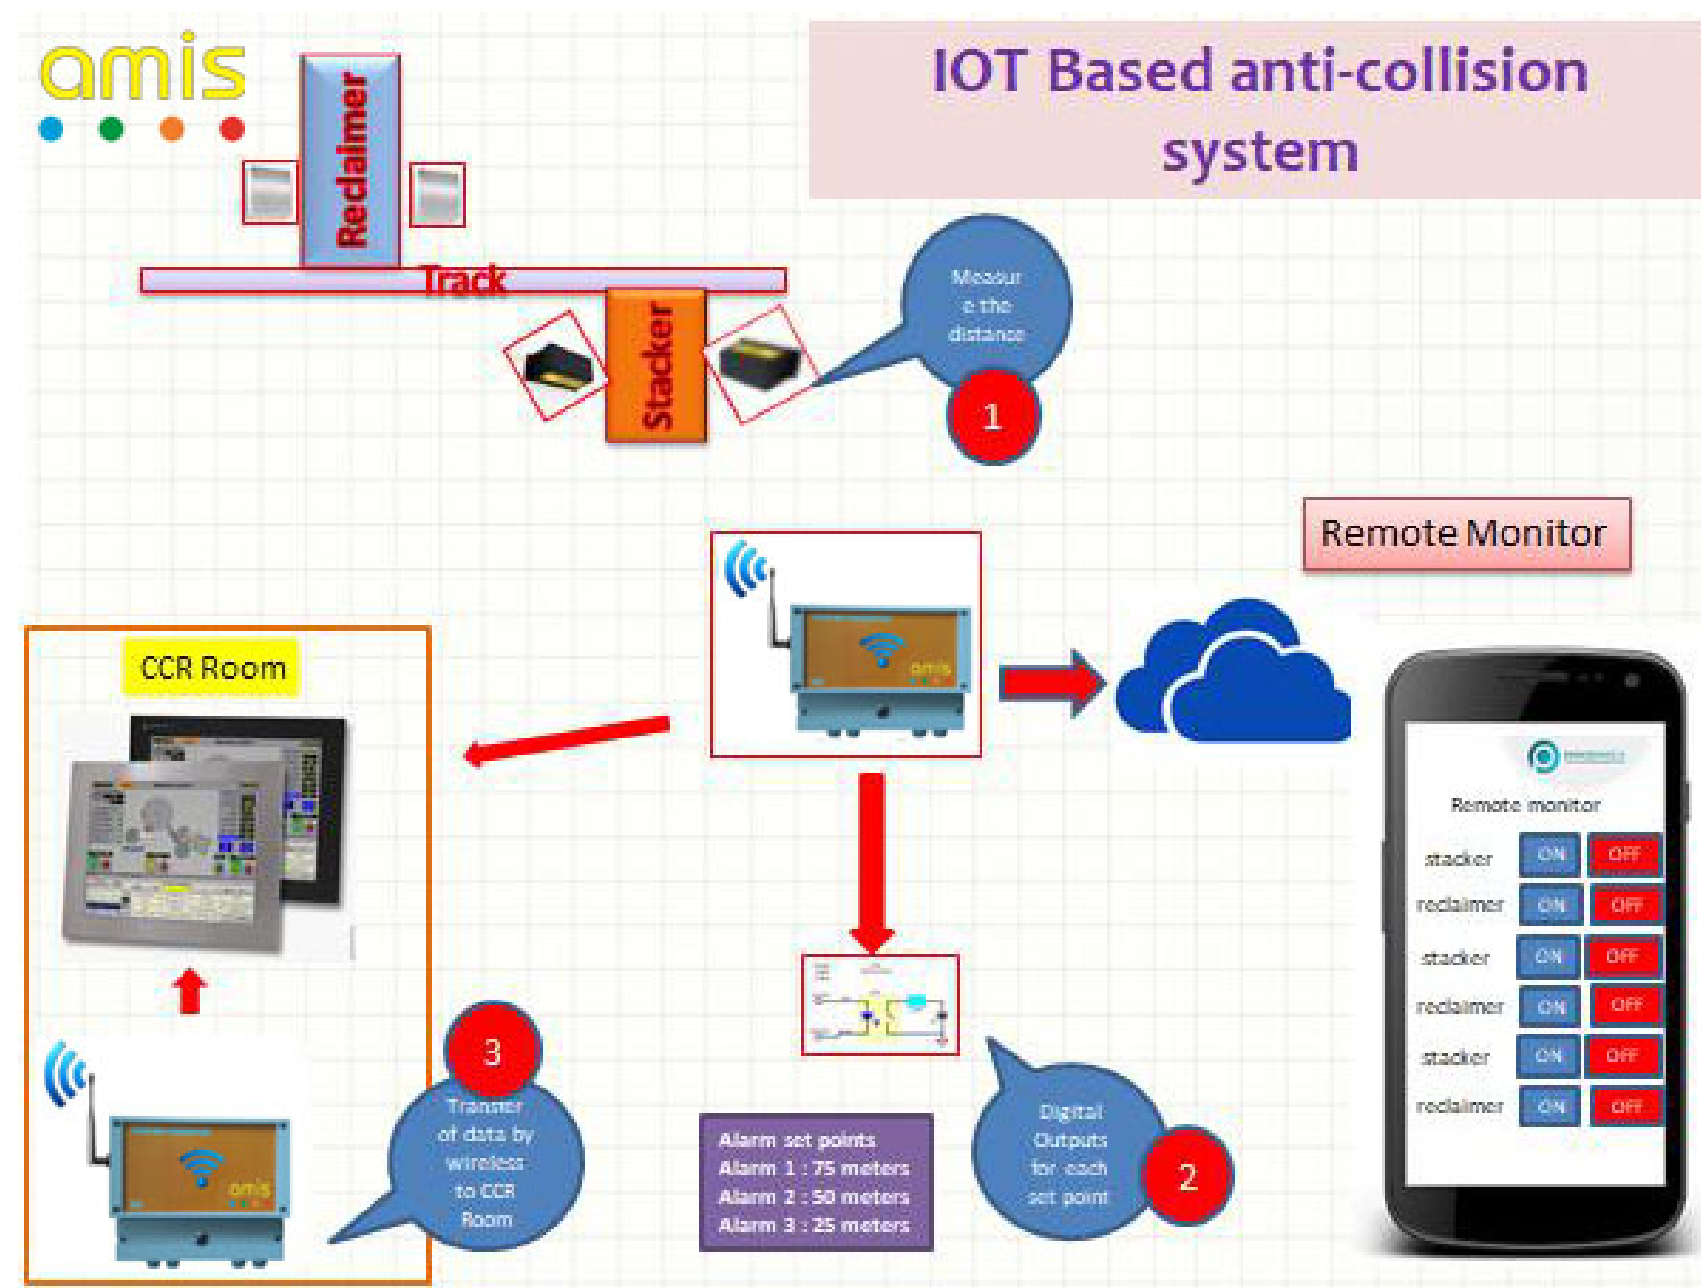 amis
IOT Based anti-collision
system
Reclaimer
Track
Stacker
Measur
e the
distance
1
Remote Monitor
CCR Room
amis
Remote monitor
stacker ON OFF
reclaimer ON OFF
stacker ON OFF
reclaimer ON OFF
stacker ON OFF
reclaimer ON OFF
3
Transfer
of data by
wireless
to CCR
Room
amis
Alarm set points
Alarm 1 : 75 meters
Alarm 2 : 50 meters
Alarm 3 : 25 meters
Digital
Outputs
for each
set point
2